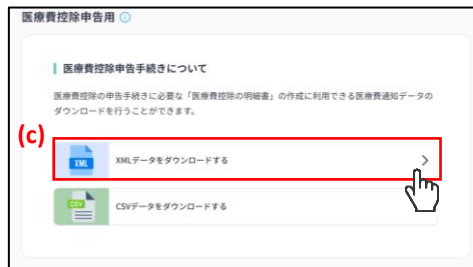 医療費控除申告用
医療費控除申告手続きについて
医療費控除の申告手続きに必要な「医療費控除の明細書」の作成に利用できる医療費通知データの
ダウンロードを行うことができます。
(c)
XML
XMLデータをダウンロードする
CSV
CSVデータをダウンロードする